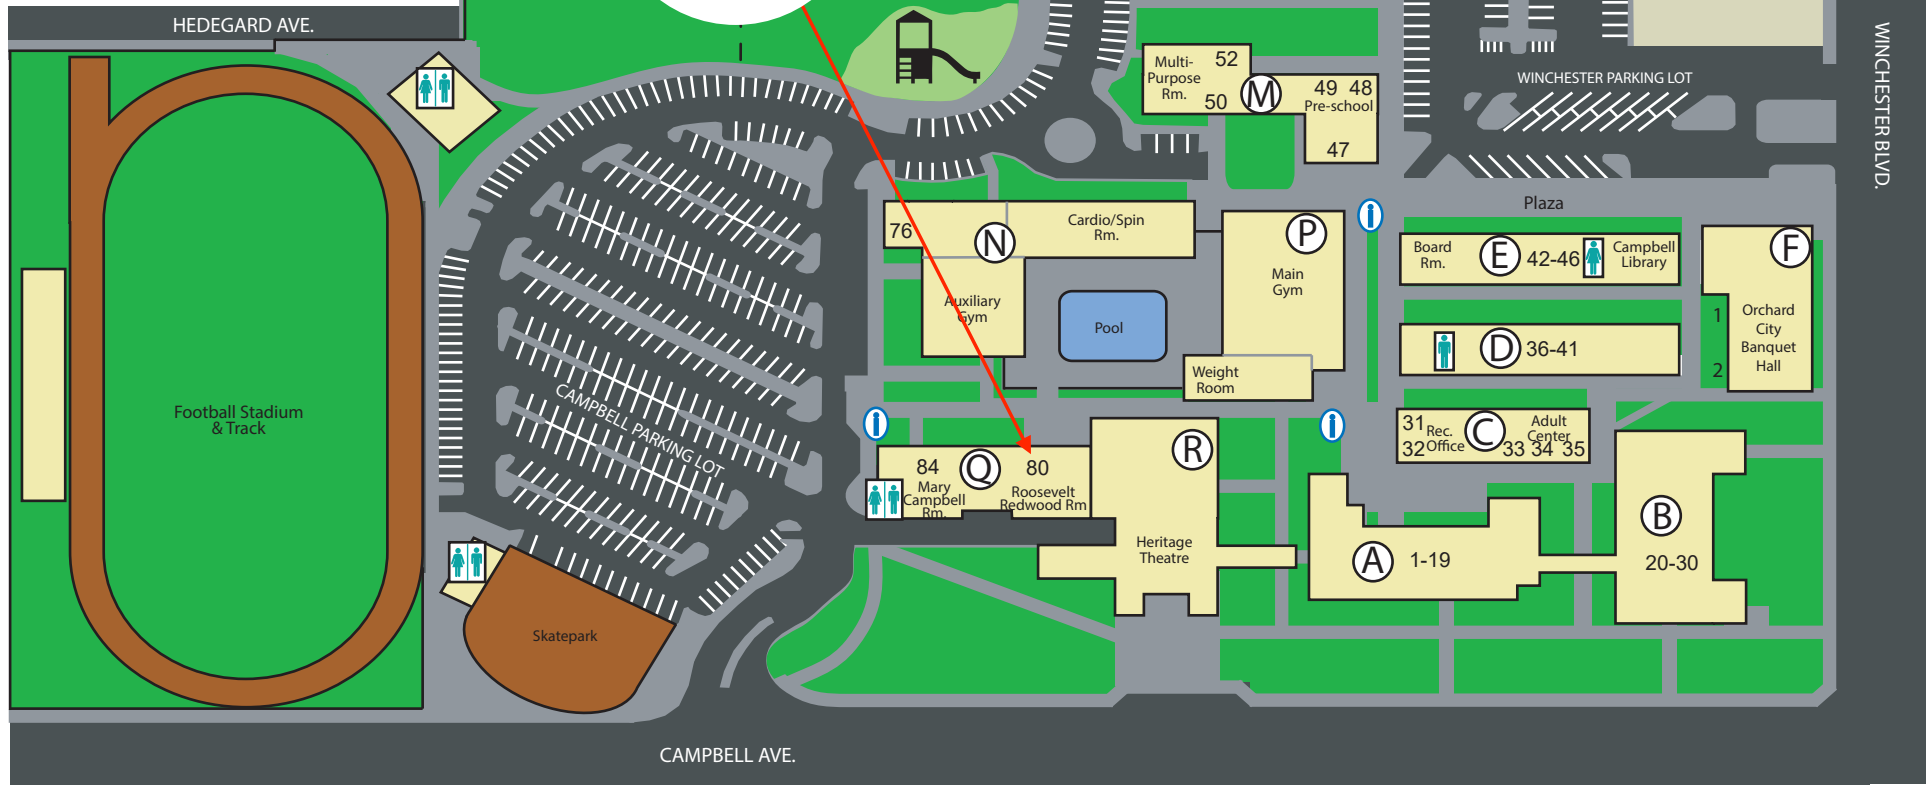 HEDEGARD AVE.
WINCHESTER BLVD.
Multi-
Purpose
Rm.
52
50
M
49 48
Pre-school
47
WINCHESTER PARKING LOT
Plaza
76
N
Cardio/Spin
Rm.
Auxiliary
Gym
Pool
P
Main
Gym
Weight
Room
i
Board
Rm.
E
42-46
Campbell
Library
F
1
2
Orchard
City
Banquet
Hall
D
36-41
Football Stadium
& Track
CAMPBELL PARKING LOT
i
i
84
Q
80
Mary
Campbell
Rm.
Roosevelt
Redwood Rm
R
Heritage
Theatre
31
32
Rec.
Office
C
Adult
Center
33 34 35
A
1-19
B
20-30
Skatepark
CAMPBELL AVE.